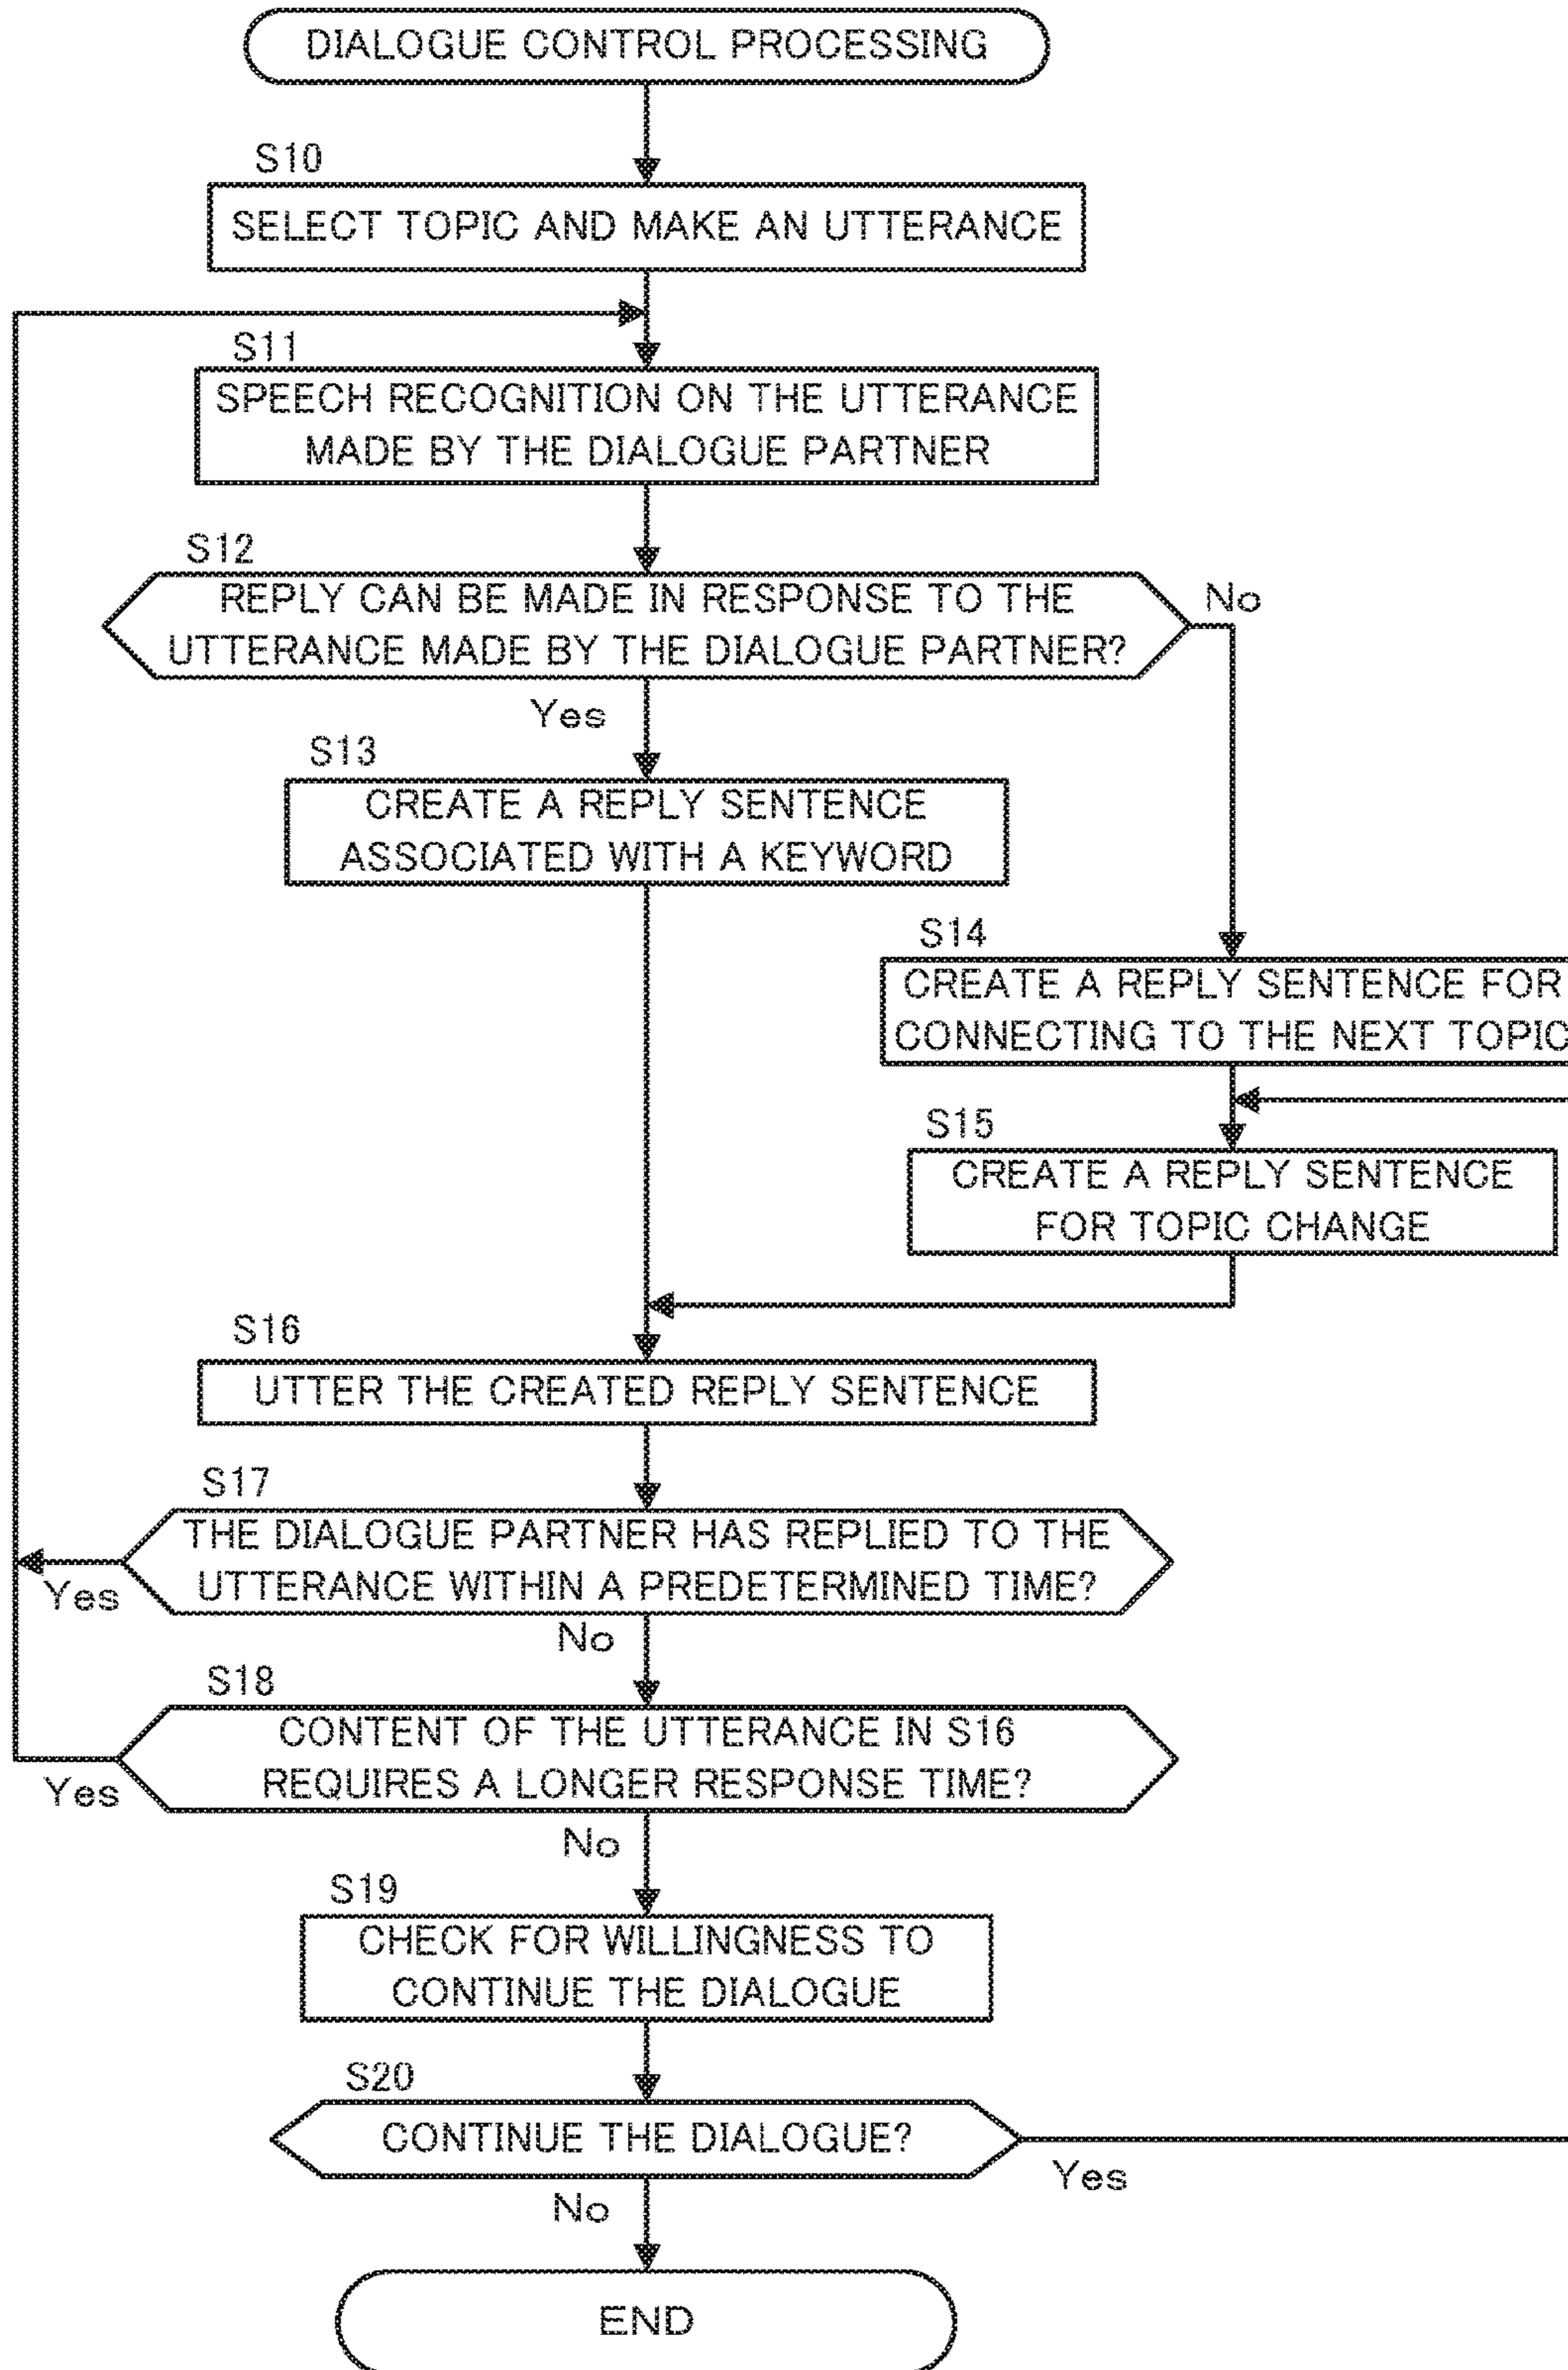 DIALOGUE CONTROL PROCESSING
S10
SELECT TOPIC AND MAKE AN UTTERANCE
S11
SPEECH RECOGNITION ON THE UTTERANCE
MADE BY THE DIALOGUE PARTNER
S12
REPLY CAN BE MADE IN RESPONSE TO THE
UTTERANCE MADE BY THE DIALOGUE PARTNER?
No
Yes
S13
CREATE A REPLY SENTENCE
ASSOCIATED WITH A KEYWORD
S14
CREATE A REPLY SENTENCE FOR
CONNECTING TO THE NEXT TOPIC
S15
CREATE A REPLY SENTENCE
FOR TOPIC CHANGE
S16
UTTER THE CREATED REPLY SENTENCE
S17
THE DIALOGUE PARTNER HAS REPLIED TO THE
UTTERANCE WITHIN A PREDETERMINED TIME?
Yes
No
S18
CONTENT OF THE UTTERANCE IN S16
REQUIRES A LONGER RESPONSE TIME?
Yes
No
S19
CHECK FOR WILLINGNESS TO
CONTINUE THE DIALOGUE
S20
CONTINUE THE DIALOGUE?
Yes
No
END